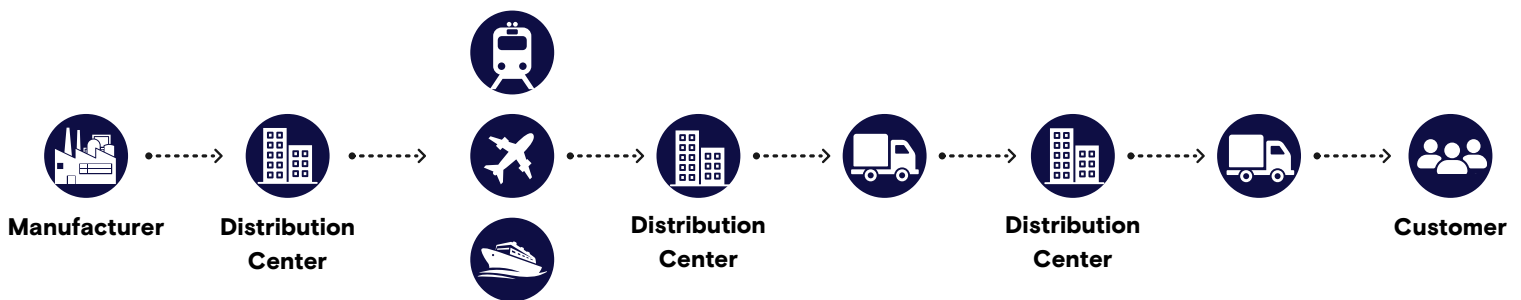 Manufacturer
Distribution
Center
Distribution
Center
Distribution
Center
Customer